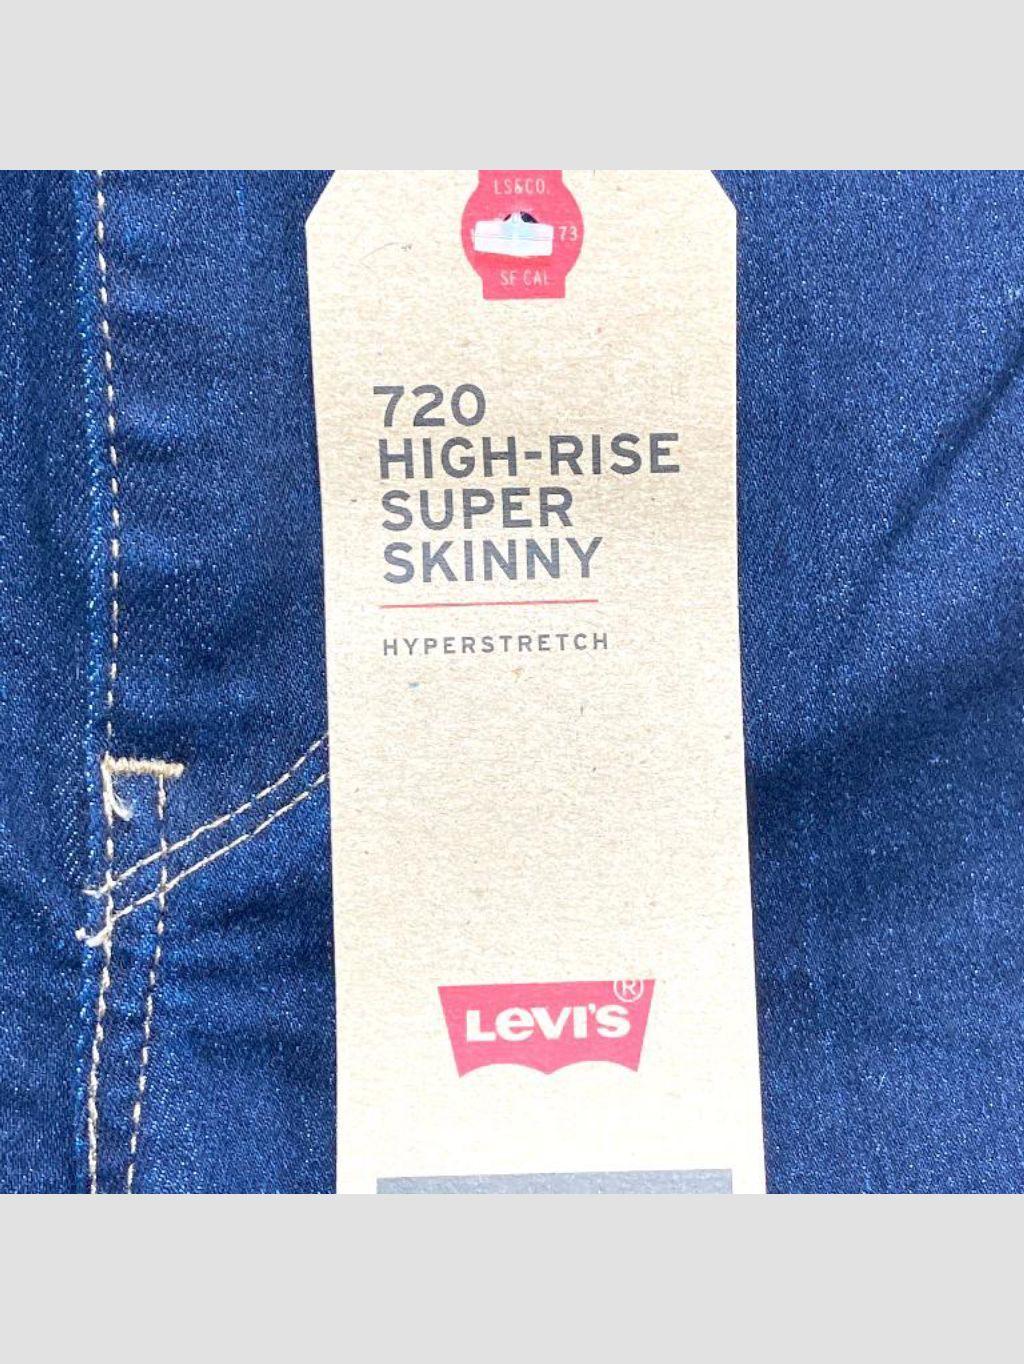 LS&CO.
73
SF CAL
720
HIGH-RISE
SUPER
SKINNY
HYPERSTRETCH
LEVI'S®